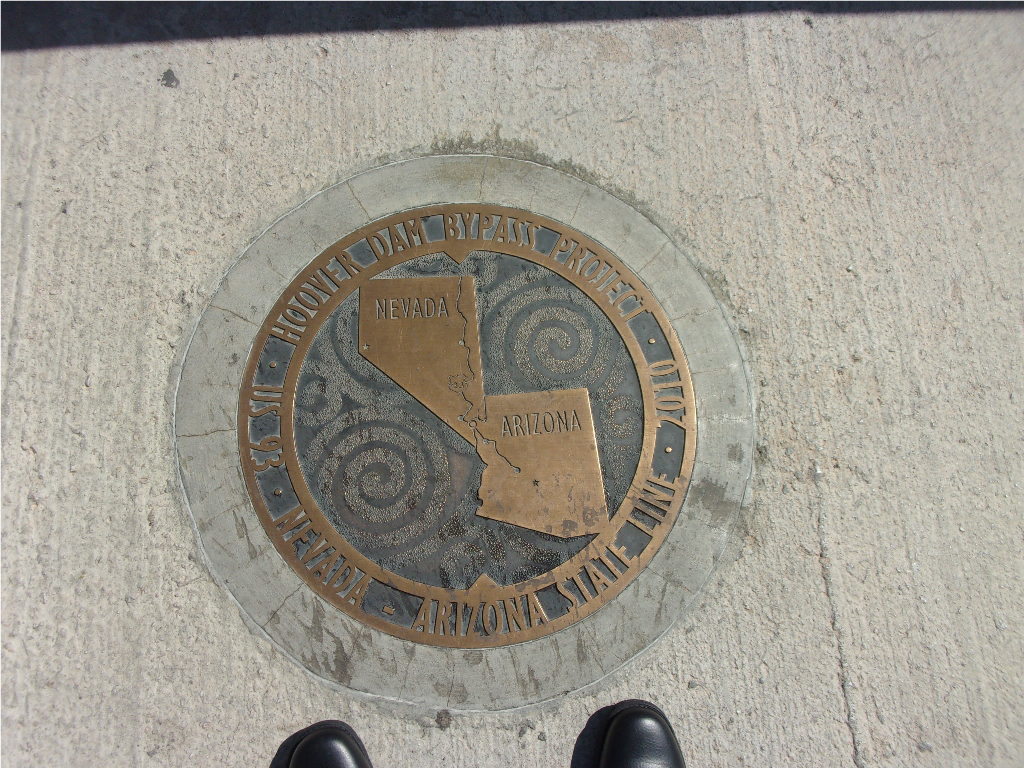 HOOVER DAM BYPASS PROJECT • 2010 •
US 93 • NEVADA - ARIZONA STATE LINE •
NEVADA
ARIZONA